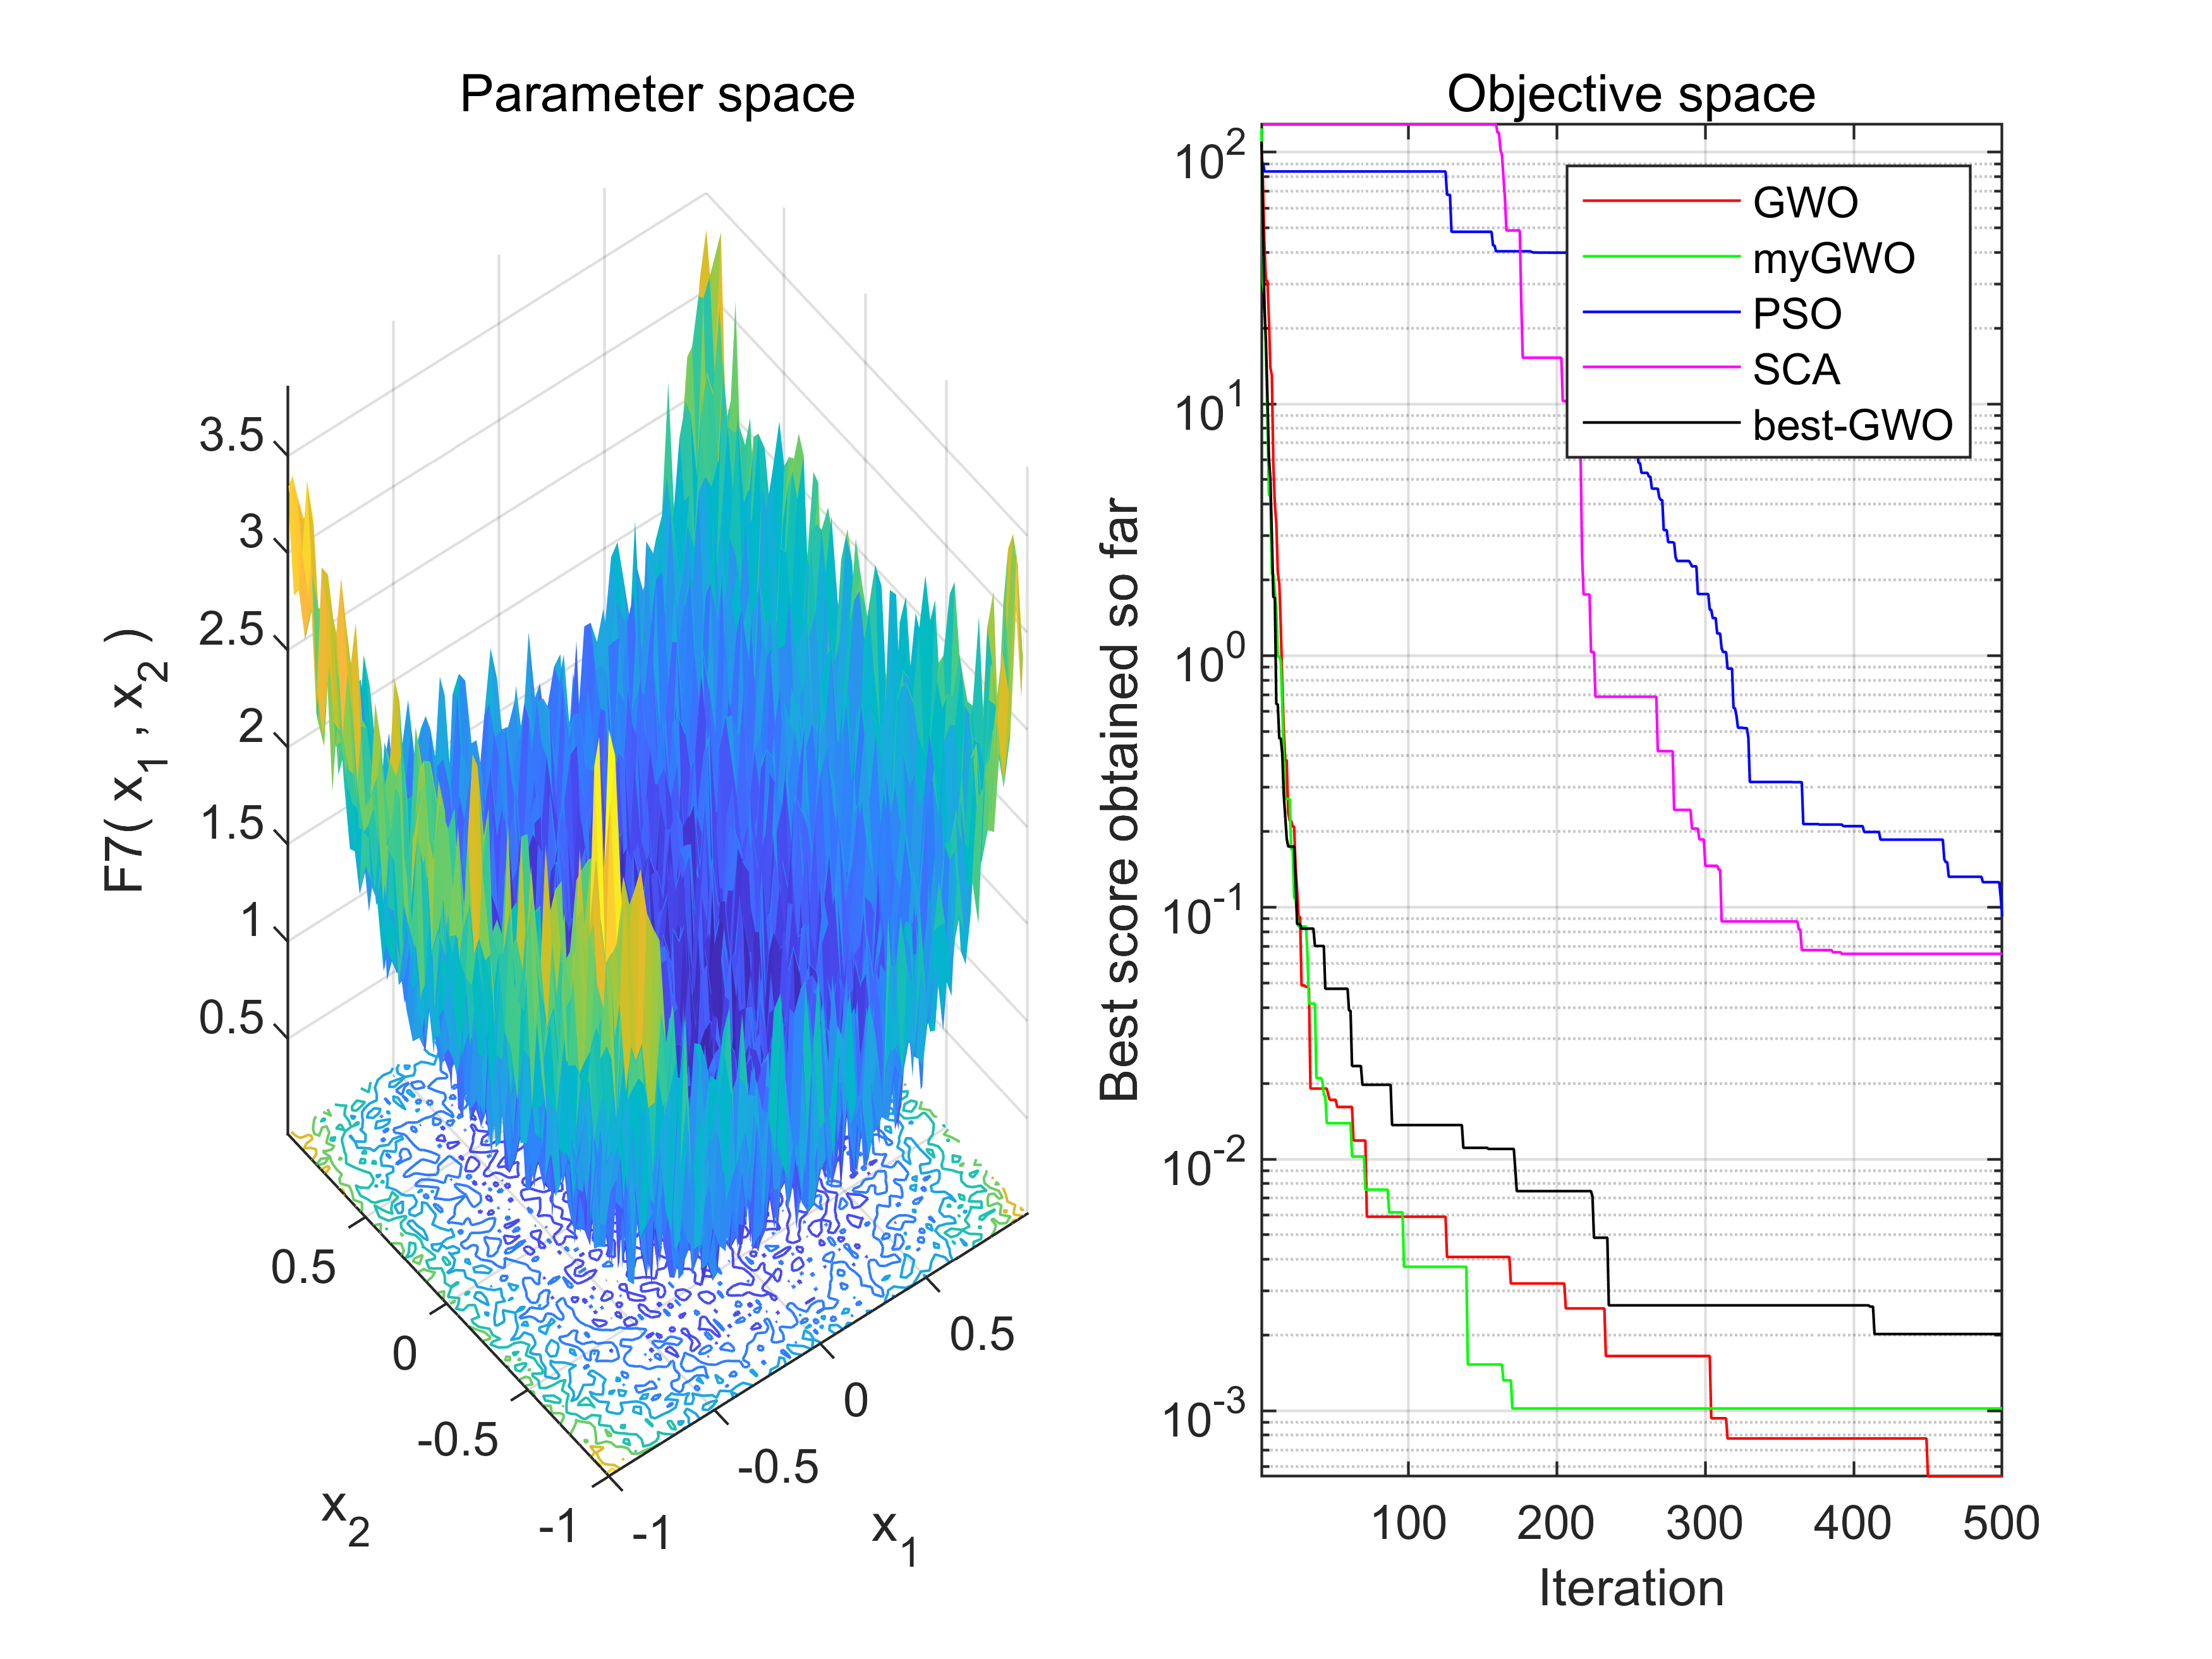 Parameter space
F7( x1 , x2 )
3.5
3
2.5
2
1.5
1
0.5
0.5
0
-0.5
-1
x2
-1
-0.5
0
0.5
x1
Objective space
Best score obtained so far
10^2
10^1
10^0
10^-1
10^-2
10^-3
GWO
myGWO
PSO
SCA
best-GWO
100 200 300 400 500
Iteration